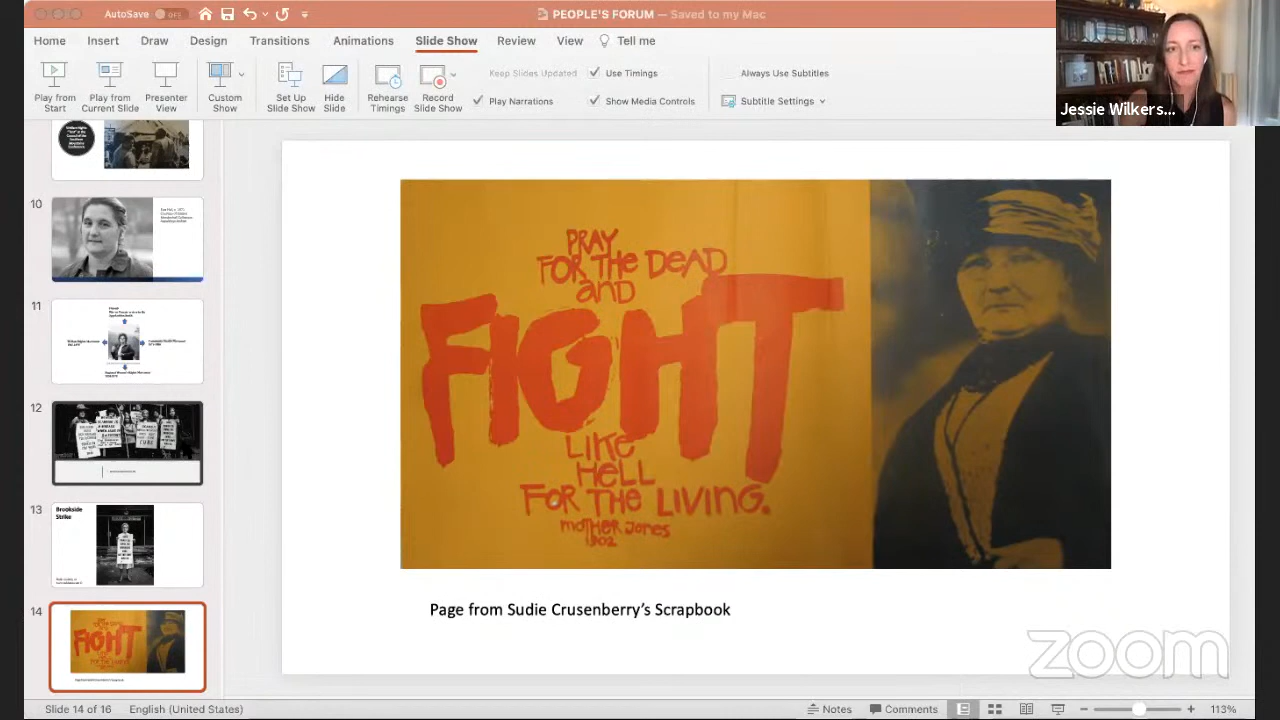 AutoSave OFF
PEOPLE'S FORUM — Saved to my Mac
Home Insert Draw Design Transitions Animations Slide Show Review View Tell me
Play from Start
Play from Current Slide
Presenter View
Custom Show
Set Up Slide Show
Hide Slide
Rehearse Timings
Record Slide Show
Keep Slides Updated
Use Timings
Always Use Subtitles
Play Narrations
Show Media Controls
Subtitle Settings
Jessie Wilkers...
10
11
12
13
Brookside
Strike
14
PRAY
FOR THE DEAD
and
FIGHT
LIKE
HELL
FOR THE LIVING
MOTHER JONES
1902
Page from Sudie Crusenberry's Scrapbook
zoom
Slide 14 of 16 English (United States)
Notes Comments 113%